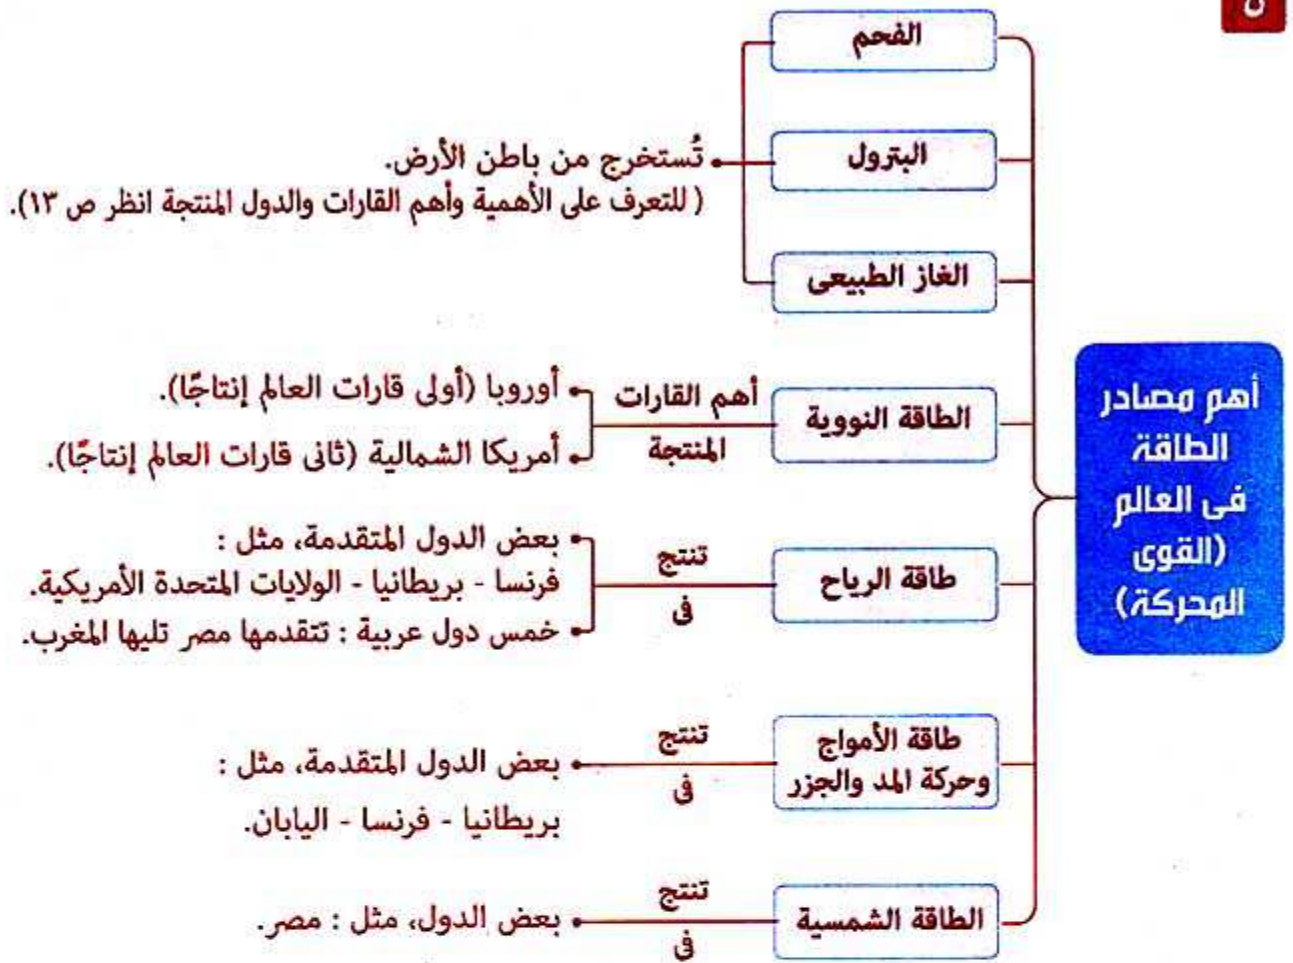 أهم مصادر
الطاقة
فى العالم
(القوى
المحركة)
الفحم
البترول
الغاز الطبيعى
تُستخرج من باطن الأرض.
( للتعرف على الأهمية وأهم القارات والدول المنتجة انظر ص ١٣).
الطاقة النووية
أهم القارات
المنتجة
أوروبا (أولى قارات العالم إنتاجًا).
أمريكا الشمالية (ثانى قارات العالم إنتاجًا).
طاقة الرياح
تنتج
فى
بعض الدول المتقدمة، مثل :
فرنسا - بريطانيا - الولايات المتحدة الأمريكية.
خمس دول عربية : تتقدمها مصر تليها المغرب.
طاقة الأمواج
وحركة المد والجزر
تنتج
فى
بعض الدول المتقدمة، مثل :
بريطانيا - فرنسا - اليابان.
الطاقة الشمسية
تنتج
فى
بعض الدول، مثل : مصر.